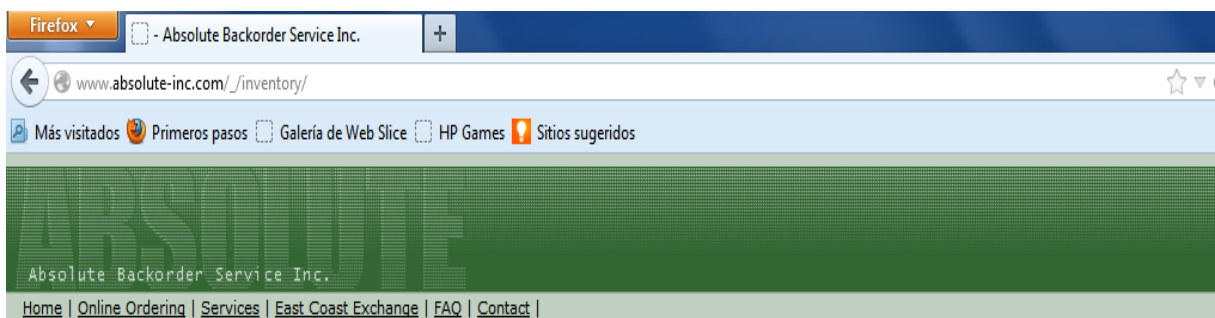 Firefox
- Absolute Backorder Service Inc.
+
www.absolute-inc.com/_/inventory/
Más visitados Primeros pasos Galería de Web Slice HP Games Sitios sugeridos
ABSOLUTE
Absolute Backorder Service Inc.
Home | Online Ordering | Services | East Coast Exchange | FAQ | Contact |